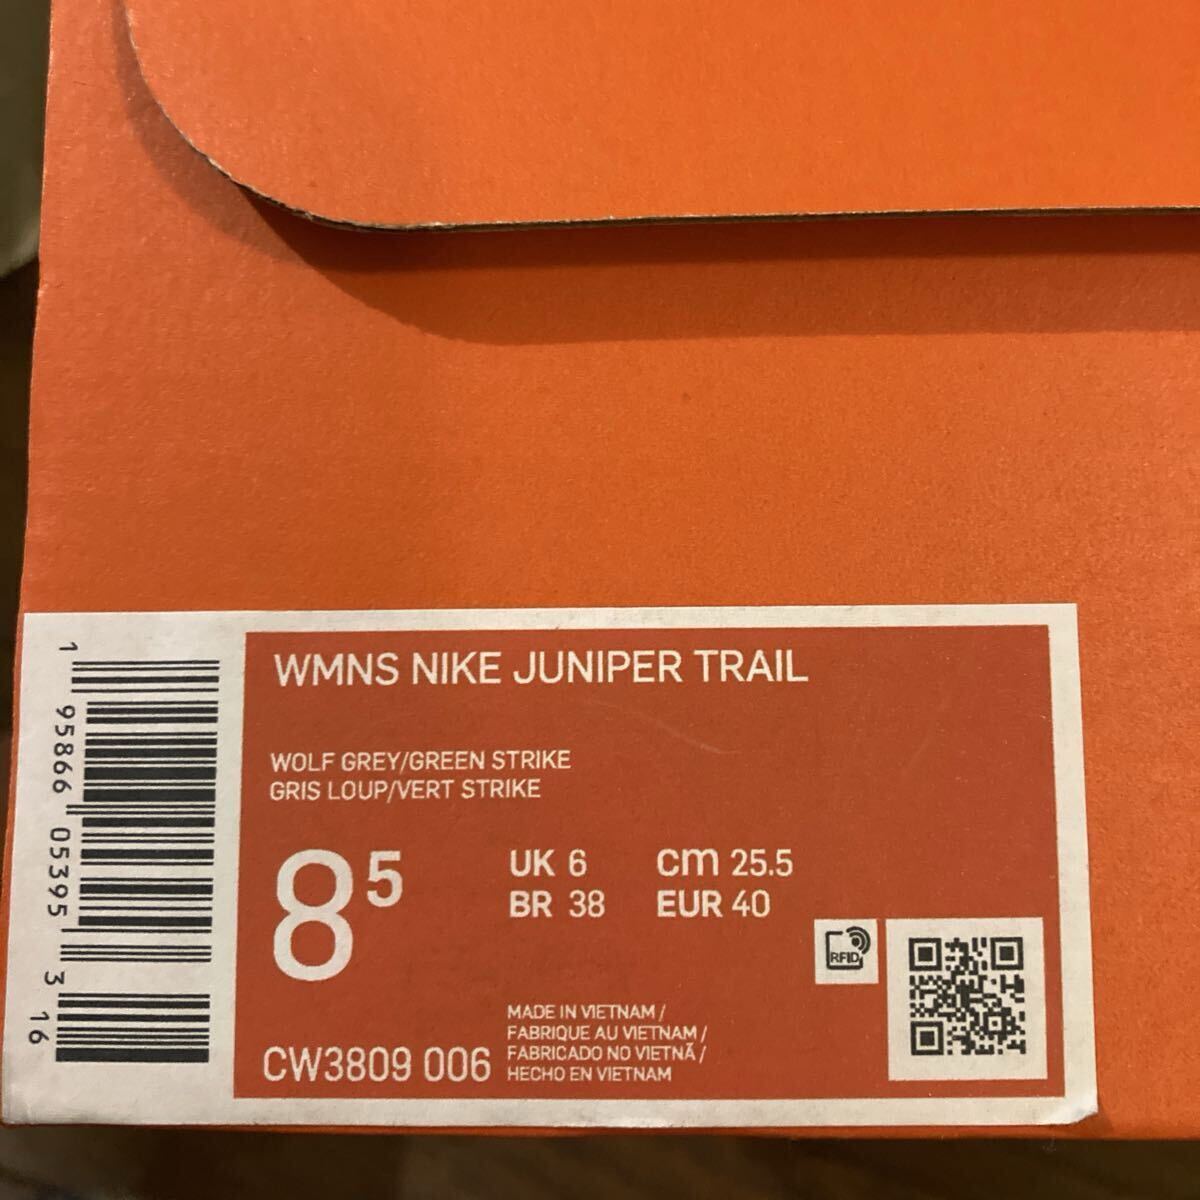 WMNS NIKE JUNIPER TRAIL
WOLF GREY/GREEN STRIKE
GRIS LOUP/VERT STRIKE
8 5
UK 6 cm 25.5
BR 38 EUR 40
RFID
MADE IN VIETNAM /
FABRIQUE AU VIETNAM /
FABRICADO NO VIETNÃ /
HECHO EN VIETNAM
CW3809 006
1 95866 05395 3 16